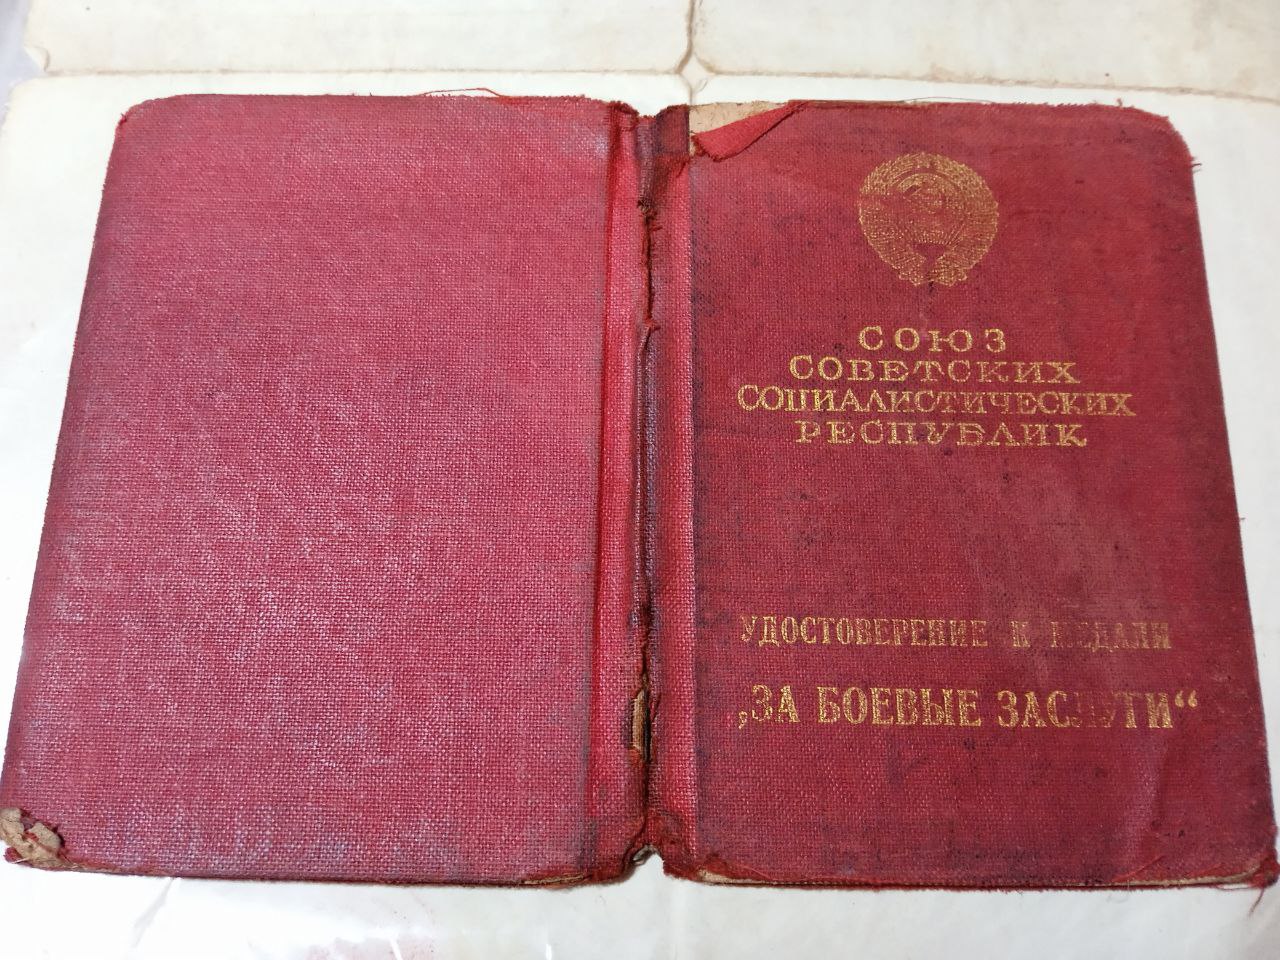 СОЮЗ
СОВЕТСКИХ
СОЦИАЛИСТИЧЕСКИХ
РЕСПУБЛИК
УДОСТОВЕРЕНИЕ К МЕДАЛИ
„ЗА БОЕВЫЕ ЗАСЛУГИ“